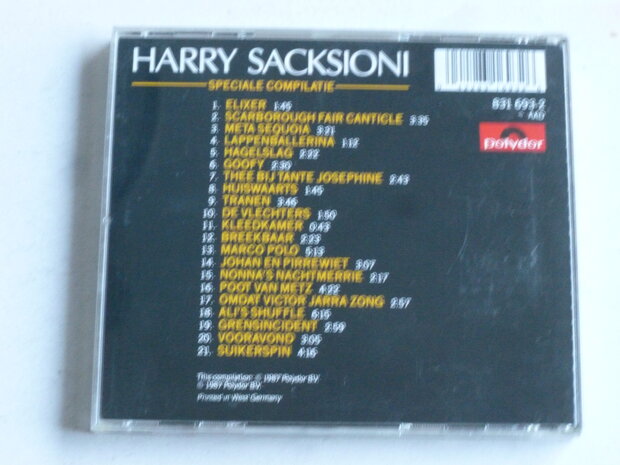 HARRY SACKSIONI
SPECIALE COMPILATIE
831 693-2
AAD
polydor
1. ELIXER 1:45
2. SCARBOROUGH FAIR CANTICLE 3:35
3. META SEQUOIA 3:21
4. LAPPENBALLERINA 1:12
5. HAGELSLAG 2:22
6. GOOFY 2:30
7. THEE BIJ TANTE JOSEPHINE 2:43
8. HUISWAARTS 1:45
9. TRANEN 3:46
10. DE VLECHTERS 1:50
11. KLEEDKAMER 0:43
12. BREEKBAAR 2:23
13. MARCO POLO 5:13
14. JOHAN EN PIRREWIET 3:07
15. NONNA'S NACHTMERRIE 2:17
16. POOT VAN METZ 4:22
17. OMDAT VICTOR JARRA ZONG 2:57
18. ALI'S SHUFFLE 6:15
19. GRENSINCIDENT 2:59
20. VOORAVOND 3:05
21. SUIKERSPIN 4:16
This compilation: ℗ 1987 Polydor B.V.
© 1987 Polydor B.V.
Printed in West Germany